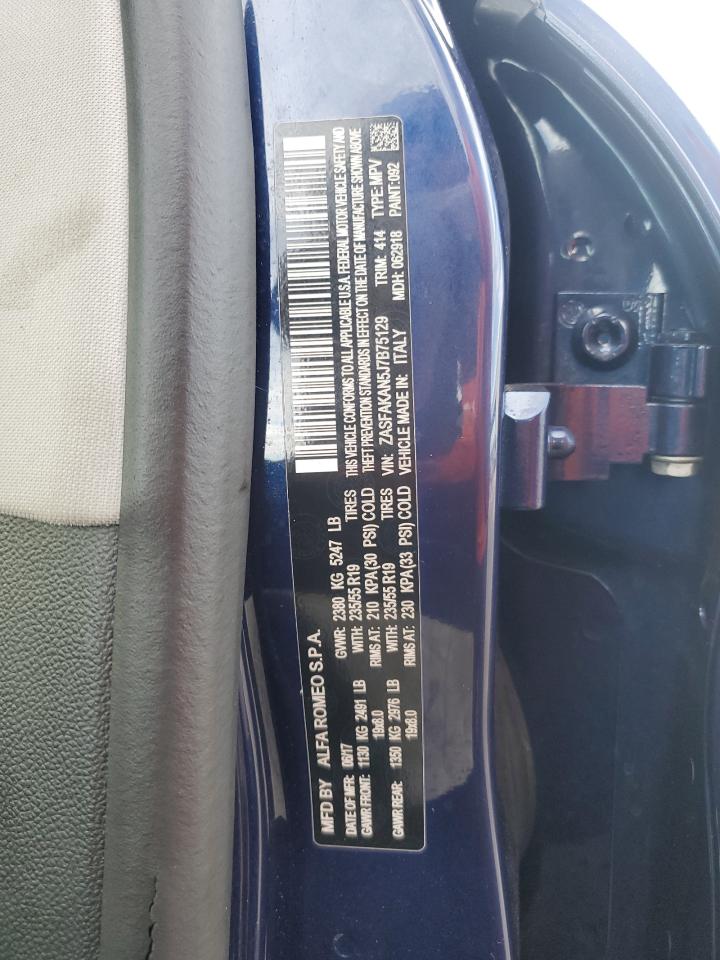 MFD BY ALFA ROMEO S.P.A.
DATE OF MFR: 06/17 GVWR: 2380 KG 5247 LB
GAWR FRONT: 1130 KG 2491 LB WITH: 235/55 R19 TIRES
19x8.0 RIMS AT: 210 KPA(30 PSI) COLD
GAWR REAR: 1350 KG 2976 LB WITH: 235/55 R19 TIRES
19x8.0 RIMS AT: 230 KPA(33 PSI) COLD
THIS VEHICLE CONFORMS TO ALL APPLICABLE U.S.A. FEDERAL MOTOR VEHICLE SAFETY AND
THEFT PREVENTION STANDARDS IN EFFECT ON THE DATE OF MANUFACTURE SHOWN ABOVE
VIN: ZASFAKAN5J7B75129 TRIM: 414 TYPE: MPV
VEHICLE MADE IN: ITALY MDH: 062918 PAINT: 092